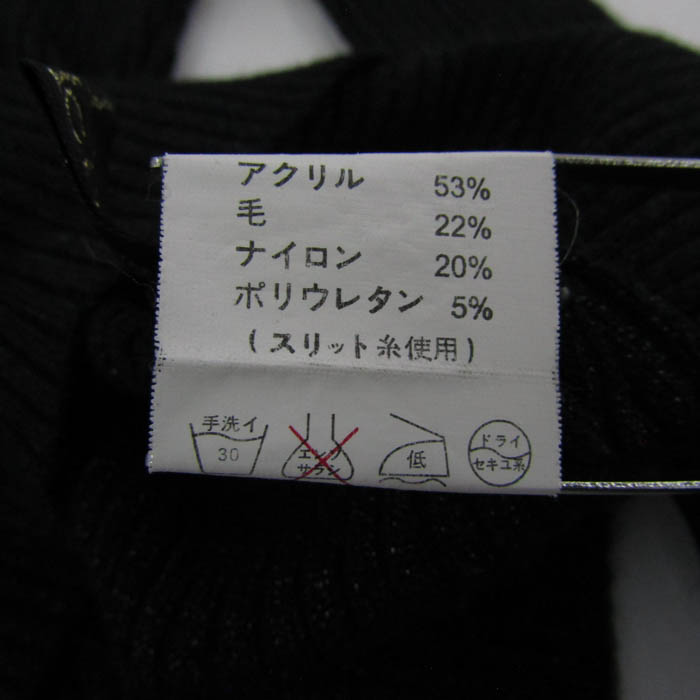 アクリル 53%
毛 22%
ナイロン 20%
ポリウレタン 5%
(スリット糸使用)
手洗イ
30
エンソ
サラシ
低
ドライ
セキユ系